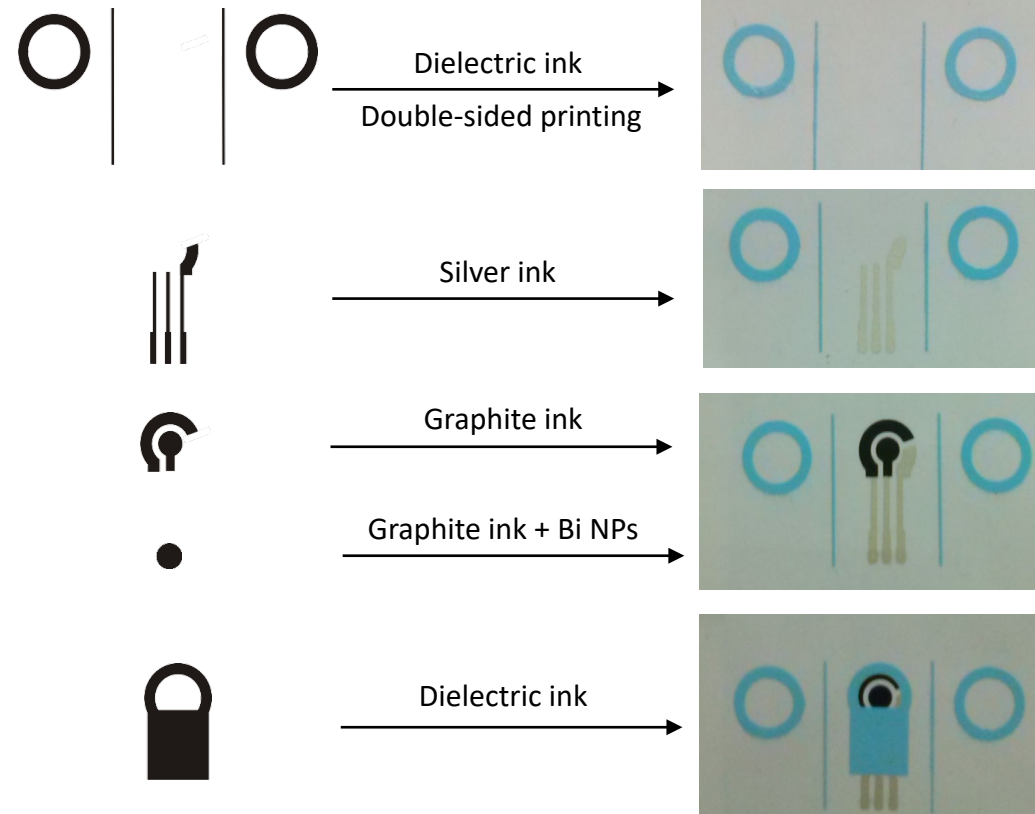 Dielectric ink
Double-sided printing
Silver ink
Graphite ink
Graphite ink + Bi NPs
Dielectric ink